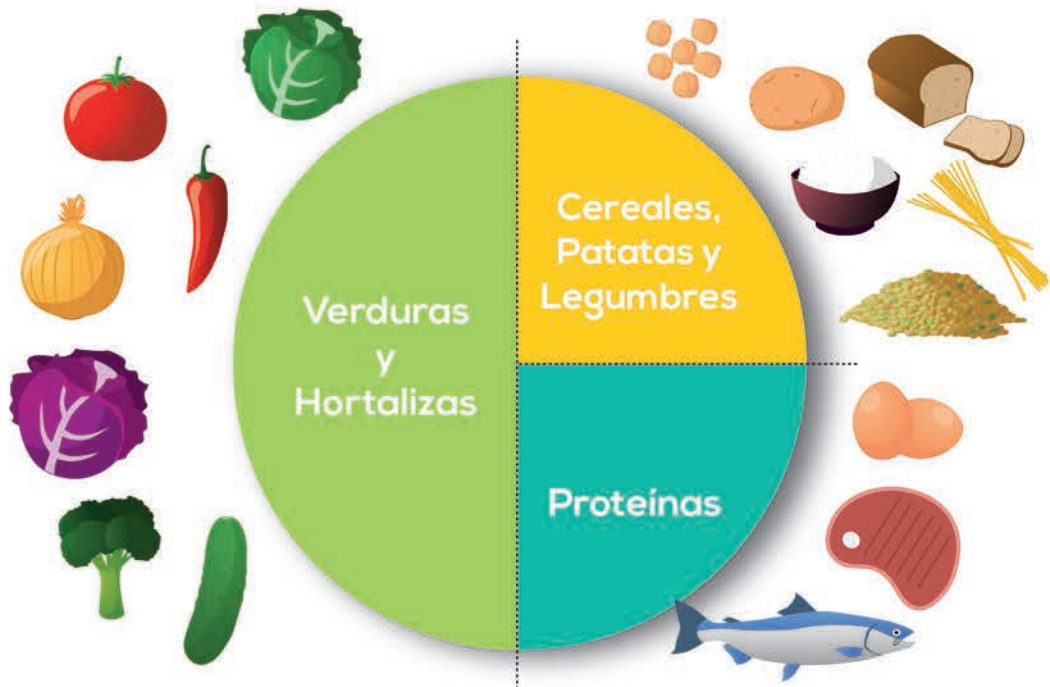 Verduras
y
Hortalizas
Cereales,
Patatas y
Legumbres
Proteínas